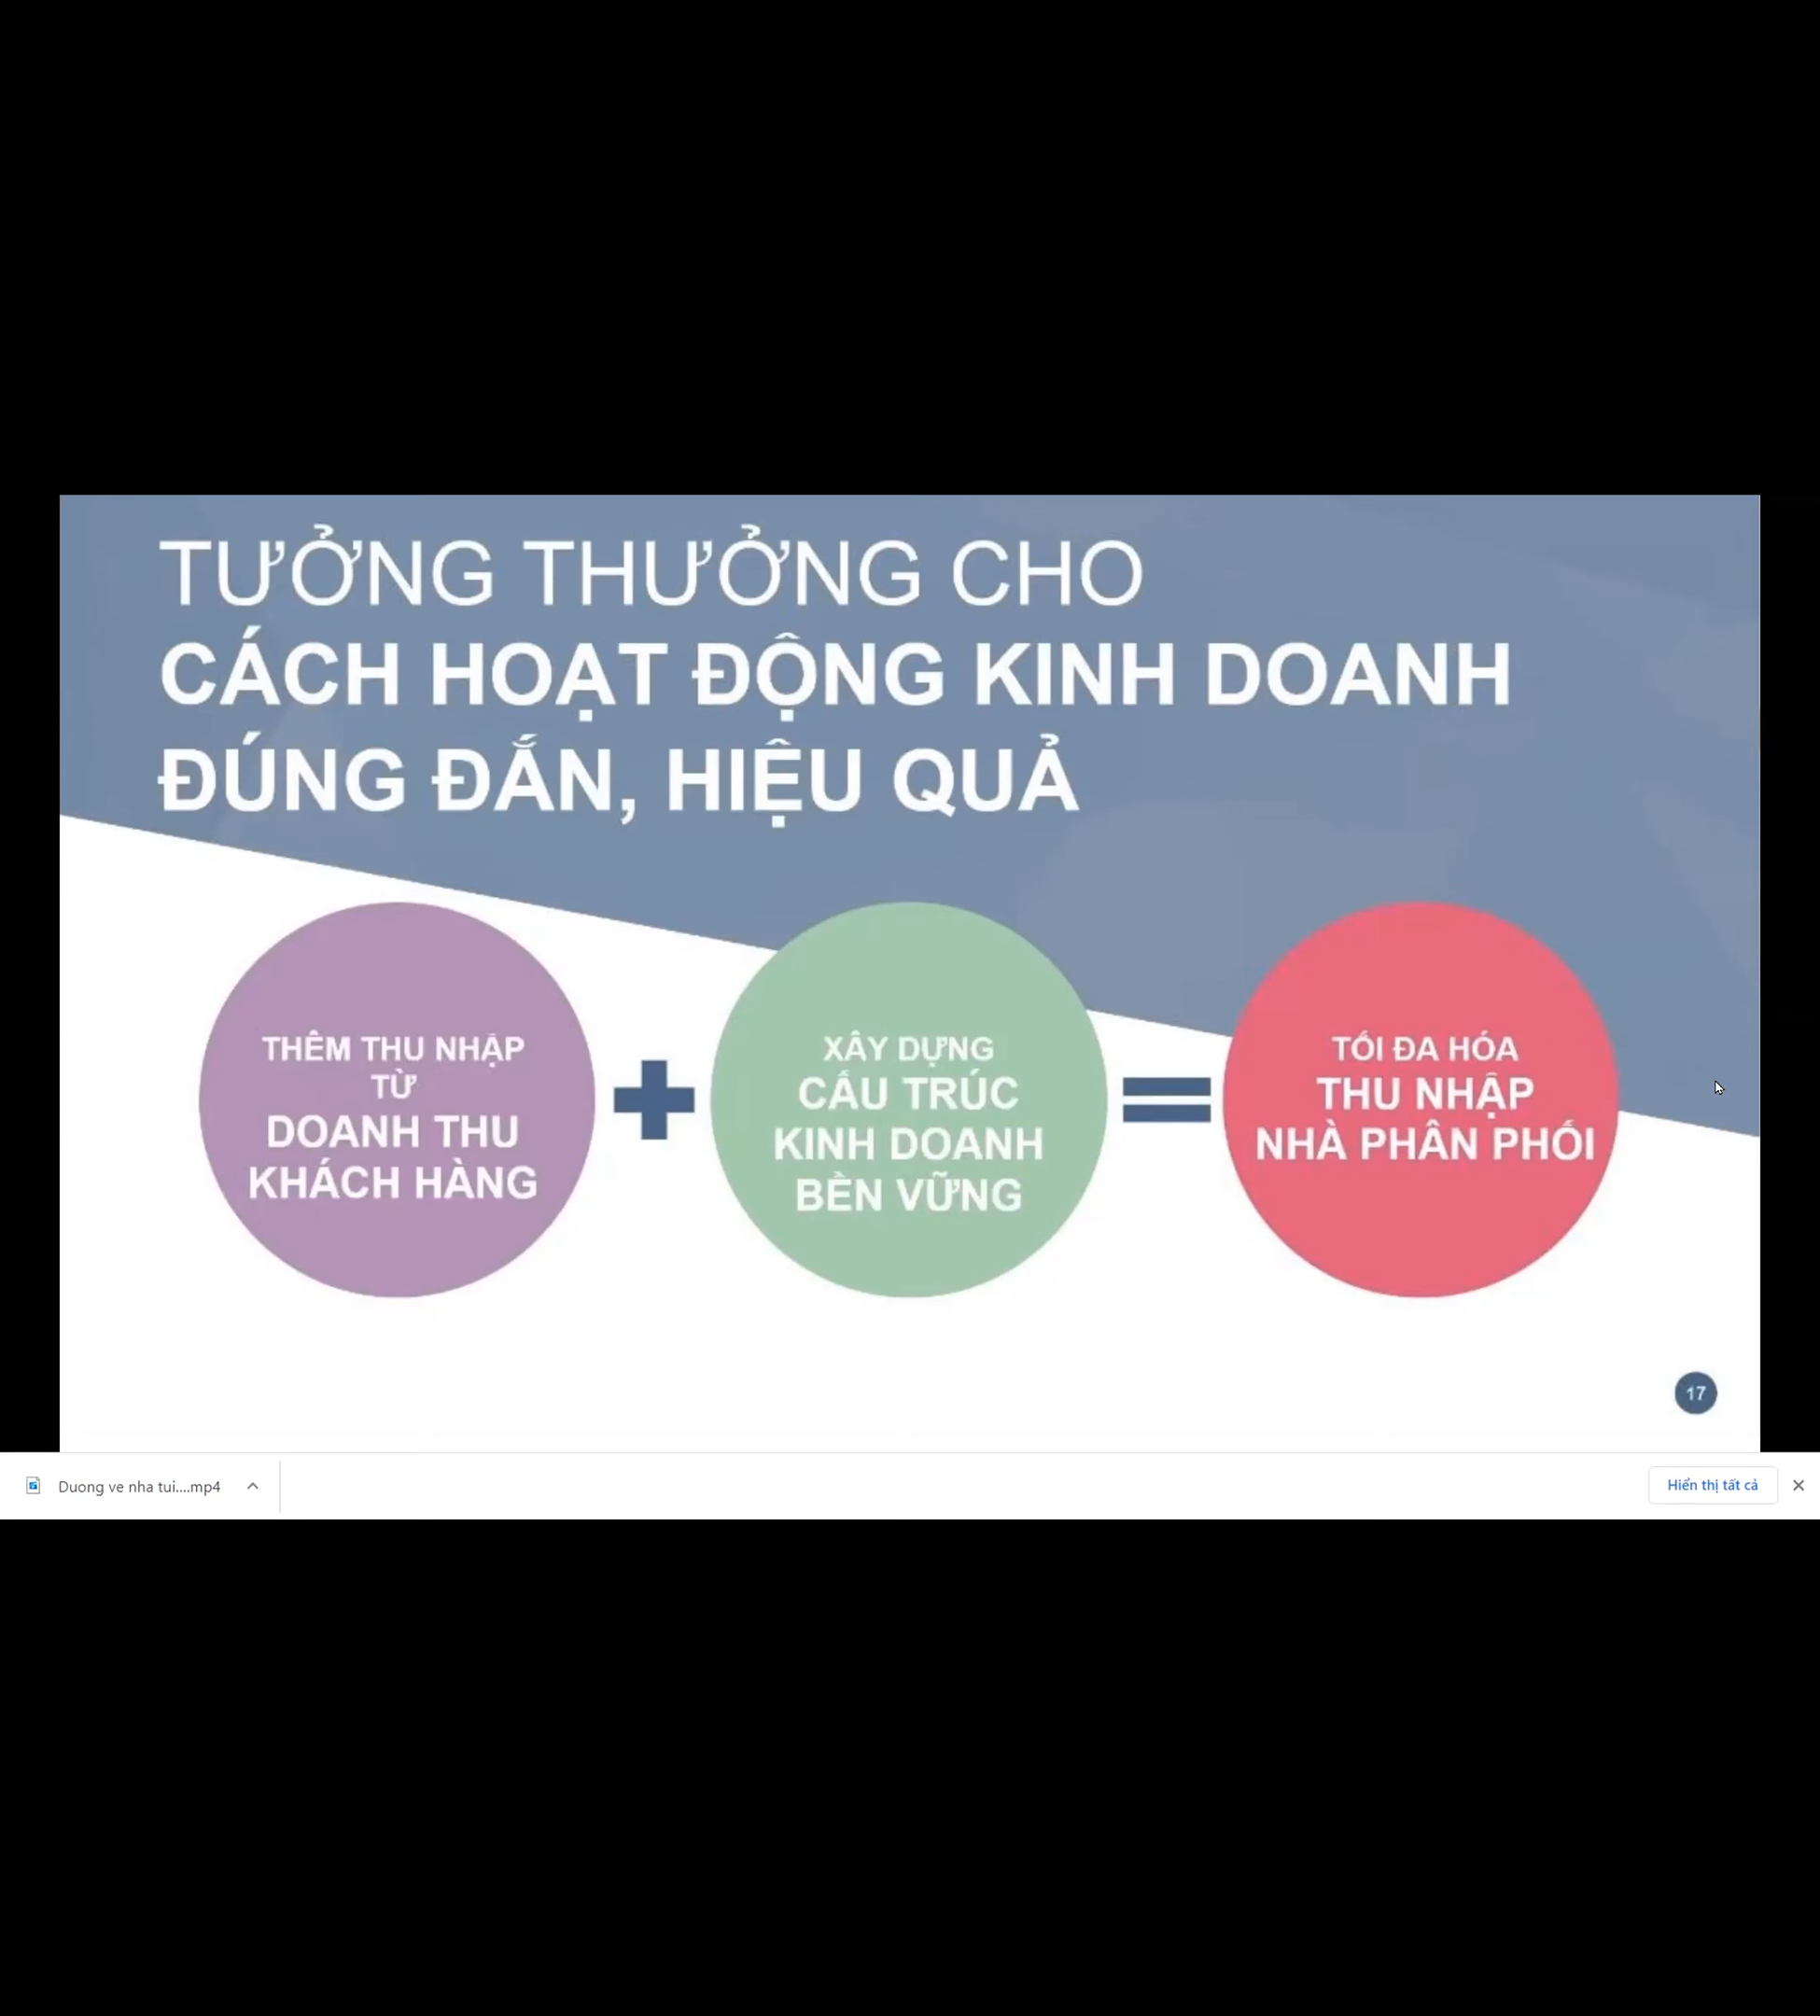 TƯỞNG THƯỞNG CHO
CÁCH HOẠT ĐỘNG KINH DOANH
ĐÚNG ĐẮN, HIỆU QUẢ
THÊM THU NHẬP
TỪ
DOANH THU
KHÁCH HÀNG
XÂY DỰNG
CẤU TRÚC
KINH DOANH
BỀN VỮNG
TỐI ĐA HÓA
THU NHẬP
NHÀ PHÂN PHỐI
17
Duong ve nha tui....mp4
Hiển thị tất cả